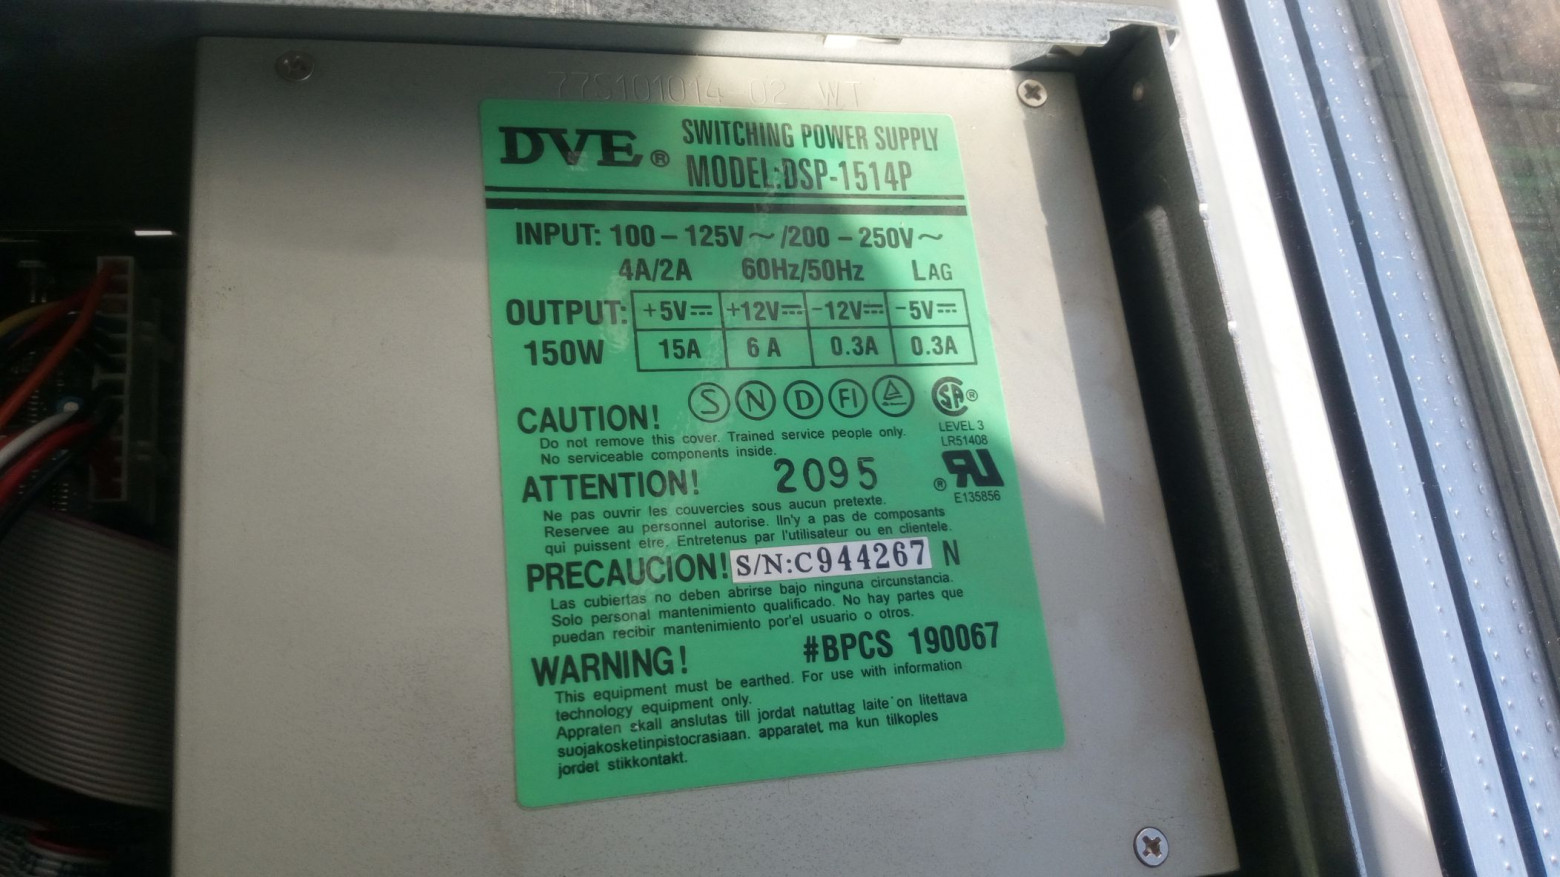 77S101014-02 WT
DVE® SWITCHING POWER SUPPLY
MODEL:DSP-1514P
INPUT: 100-125V~/200-250V~
4A/2A 60Hz/50Hz LAG
OUTPUT: +5V⎓ +12V⎓ -12V⎓ -5V⎓
150W 15A 6A 0.3A 0.3A
S N D FI SA®
CAUTION!
Do not remove this cover. Trained service people only.
No serviceable components inside.
LEVEL 3
LR51408
ATTENTION! 2095 ® RU
E135856
Ne pas ouvrir les couvercies sous aucun pretexte.
Reservee au personnel autorise. IIn'y a pas de composants
qui puissent elre. Entretenus par l'utilisateur ou en clientele.
PRECAUCION! S/N:C944267 N
Las cubiertas no deben abrirse bajo ninguna circunstancia.
Solo personal mantenimiento qualificado. No hay partes que
puedan recibir mantenimiento por'el usuario o otros.
WARNING! #BPCS 190067
This equipment must be earthed. For use with information
technology equipment only.
Appraten skall anslutas till jordat natuttag laite on litettava
suojakosketinpistocrasiaan. apparatet ma kun tilkoples
jordet stikkontakt.